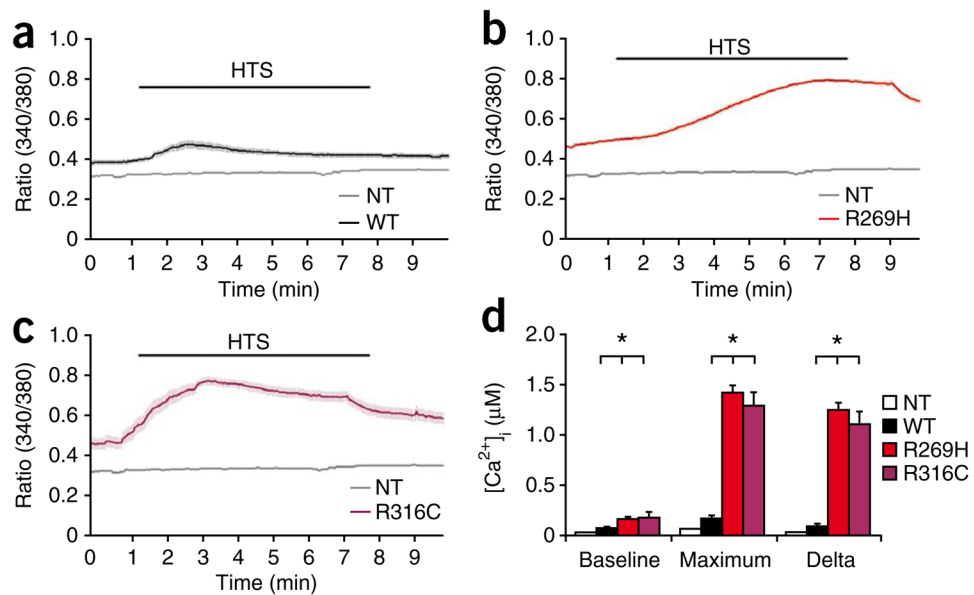 a
1.0
0.8
0.6
0.4
0.2
0
Ratio (340/380)
HTS
NT
WT
0 1 2 3 4 5 6 7 8 9
Time (min)
b
1.0
0.8
0.6
0.4
0.2
0
Ratio (340/380)
HTS
NT
R269H
0 1 2 3 4 5 6 7 8 9
Time (min)
c
1.0
0.8
0.6
0.4
0.2
0
Ratio (340/380)
HTS
NT
R316C
0 1 2 3 4 5 6 7 8 9
Time (min)
d
2.0
1.5
1.0
0.5
0
[Ca²⁺]ᵢ (μM)
* * *
NT
WT
R269H
R316C
Baseline Maximum Delta